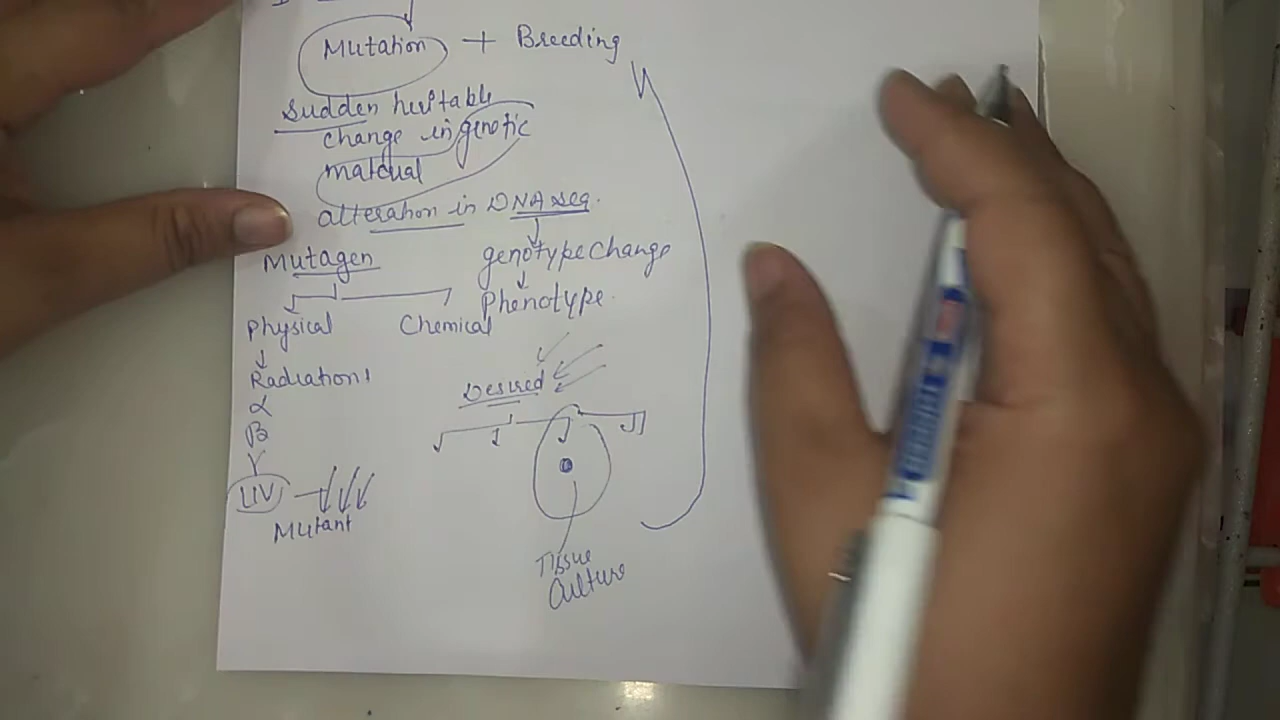 Mutation + Breeding
Sudden heritable
change in genetic
material
alteration in DNA seq.
Mutagen
genotype change
Phenotype
Physical
Chemical
Radiations
Desired
α
β
γ
UV
Mutant
Tissue
Culture